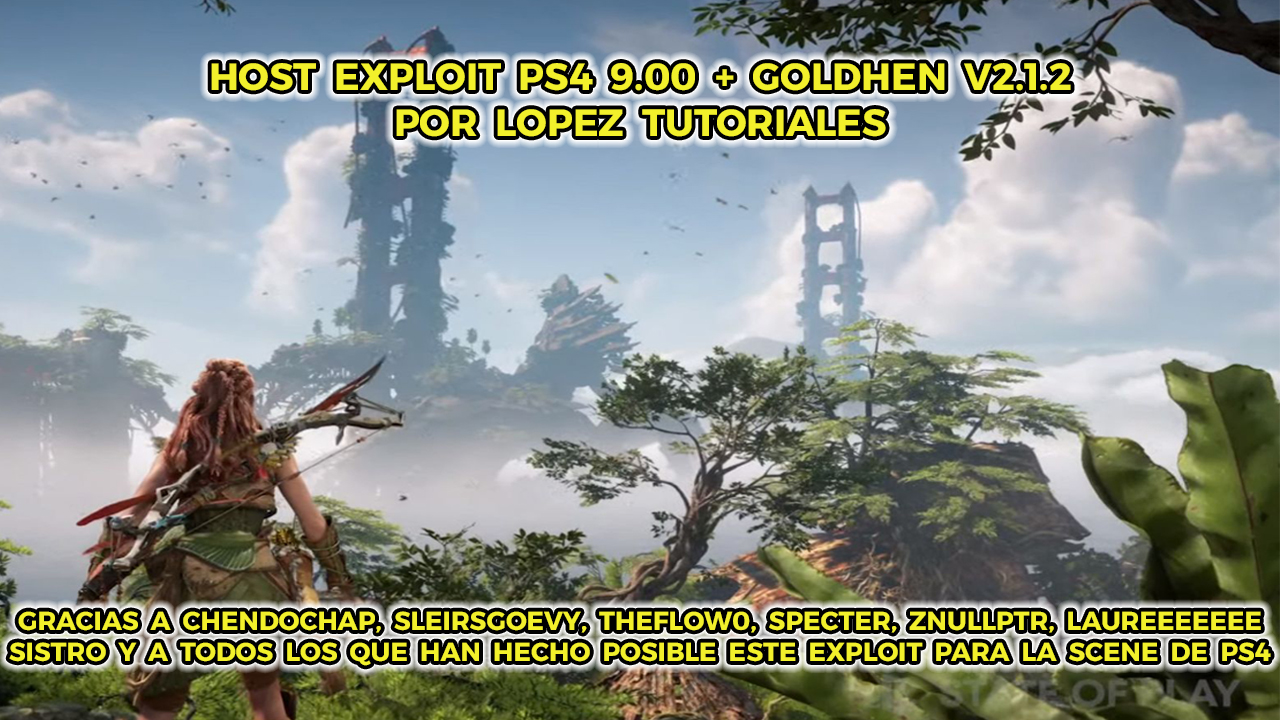 HOST EXPLOIT PS4 9.00 + GOLDHEN V2.1.2
POR LOPEZ TUTORIALES
GRACIAS A CHENDOCHAP, SLEIRSGOEVY, THEFLOW0, SPECTER, ZNULLPTR, LAUREEEEEEE
SISTRO Y A TODOS LOS QUE HAN HECHO POSIBLE ESTE EXPLOIT PARA LA SCENE DE PS4
STATE OF PLAY